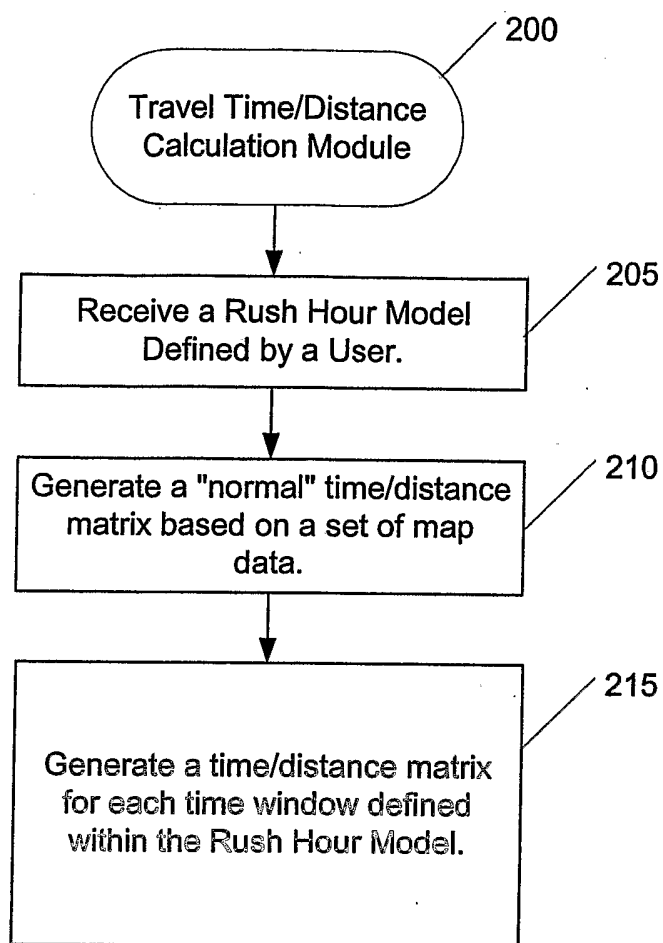 200
Travel Time/Distance
Calculation Module
205
Receive a Rush Hour Model
Defined by a User.
210
Generate a "normal" time/distance
matrix based on a set of map
data.
215
Generate a time/distance matrix
for each time window defined
within the Rush Hour Model.